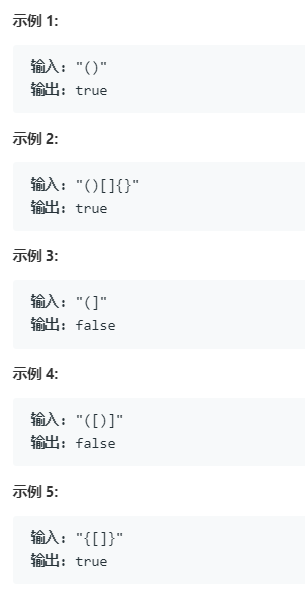 示例 1:
输入：" ()"
输出：true
示例 2:
输入："()[]{}"
输出：true
示例 3:
输入："(]"
输出：false
示例 4:
输入："([)]"
输出：false
示例 5:
输入："{[]}"
输出：true